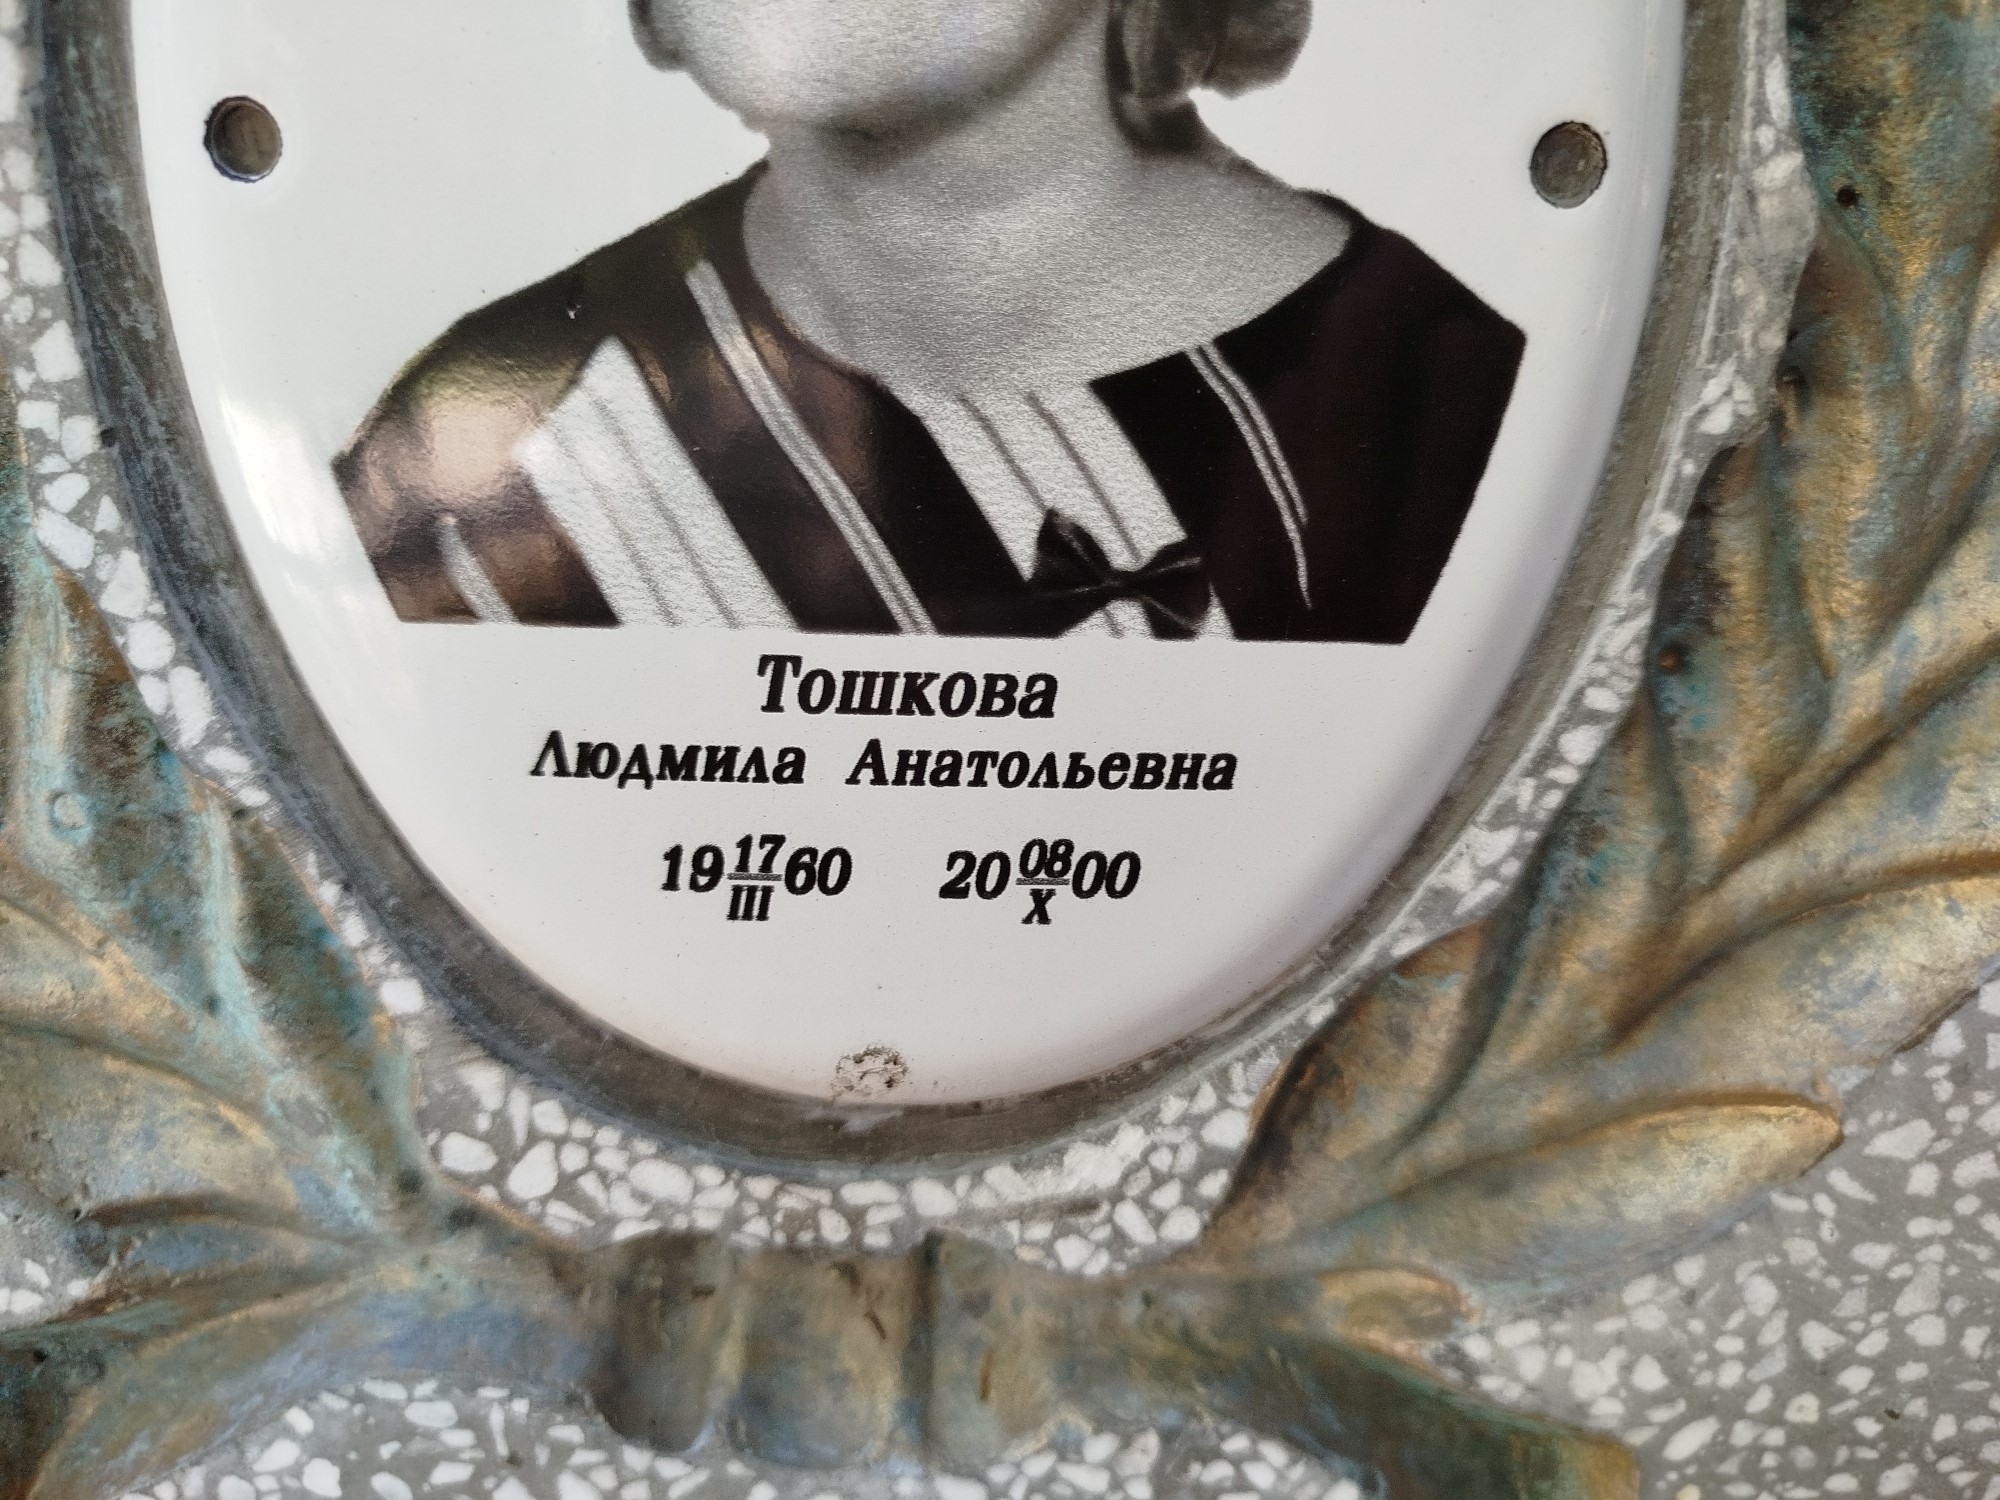 Тошкова
Людмила Анатольевна
19 17/III 60 20 08/X 00